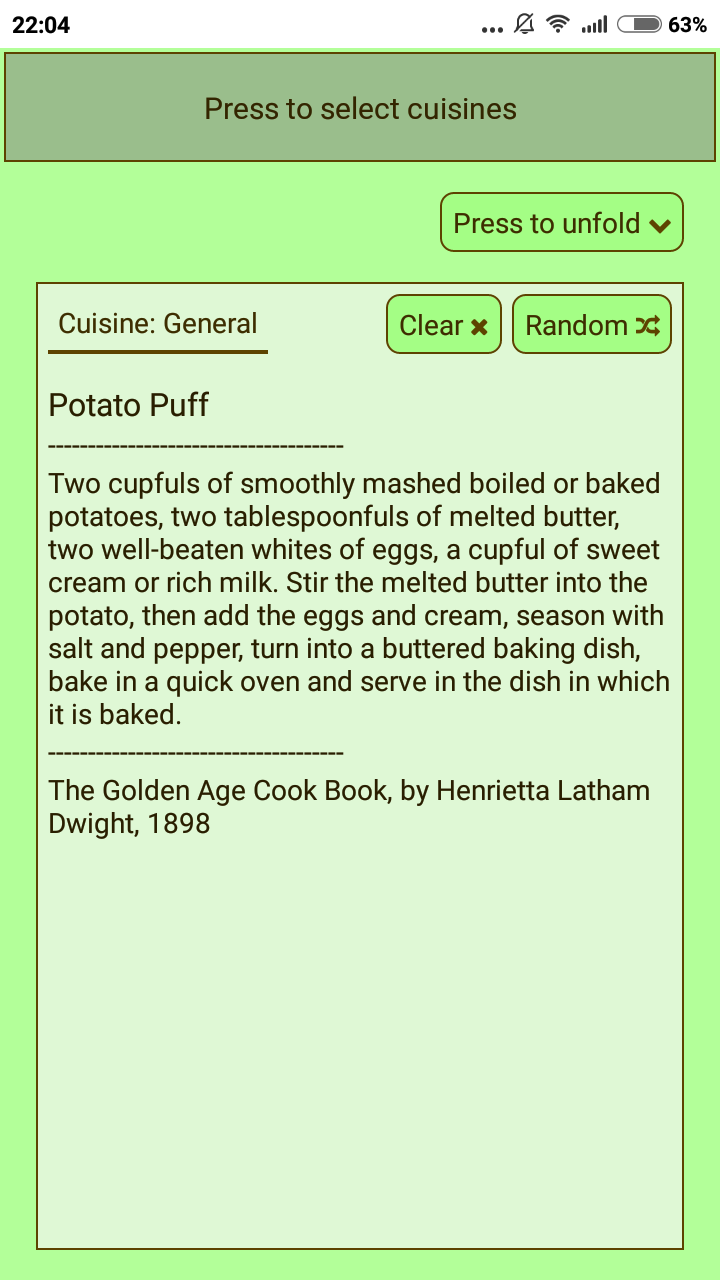 22:04
63%
Press to select cuisines
Press to unfold
Cuisine: General
Clear
Random
Potato Puff
-------------------------------------
Two cupfuls of smoothly mashed boiled or baked
potatoes, two tablespoonfuls of melted butter,
two well-beaten whites of eggs, a cupful of sweet
cream or rich milk. Stir the melted butter into the
potato, then add the eggs and cream, season with
salt and pepper, turn into a buttered baking dish,
bake in a quick oven and serve in the dish in which
it is baked.
-------------------------------------
The Golden Age Cook Book, by Henrietta Latham
Dwight, 1898